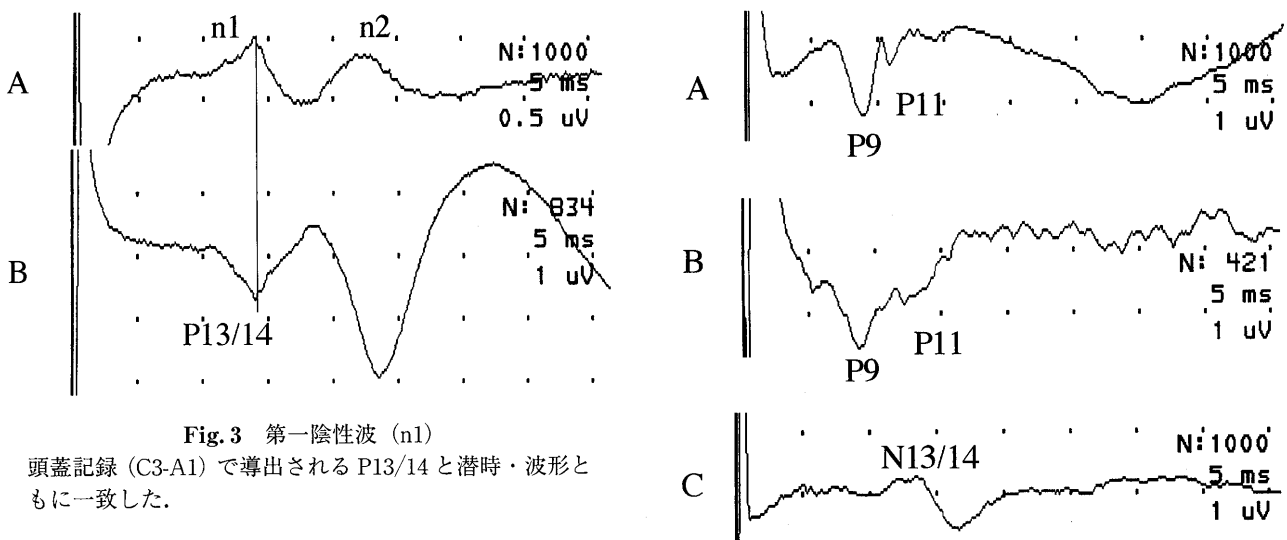 n1
n2
A
N:1000
5 ms
0.5 uV
B
N: 834
5 ms
1 uV
P13/14
Fig. 3 第一陰性波 (n1)
頭蓋記録 (C3-A1) で導出される P13/14 と潜時・波形と
もに一致した.
A
N:1000
5 ms
1 uV
P11
P9
B
N: 421
5 ms
1 uV
P11
P9
C
N13/14
N:1000
5 ms
1 uV